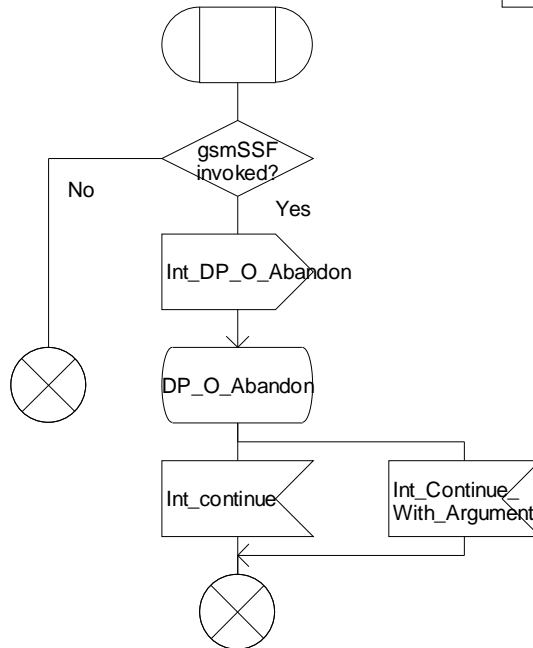 gsmSSF
invoked?
No
Yes
Int_DP_O_Abandon
DP_O_Abandon
Int_continue
Int_Continue_
With_Argument